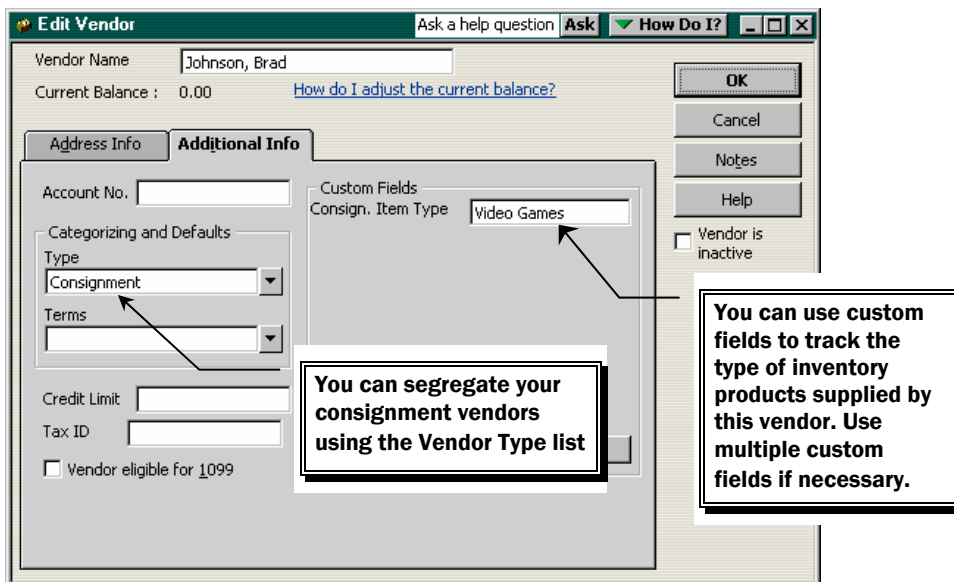 Edit Vendor
Ask a help question Ask How Do I?
Vendor Name Johnson, Brad
Current Balance : 0.00 How do I adjust the current balance?
OK
Cancel
Notes
Help
Vendor is
inactive
Address Info Additional Info
Account No.
Categorizing and Defaults
Type
Consignment
Terms
Credit Limit
Tax ID
Vendor eligible for 1099
Custom Fields
Consign. Item Type Video Games
You can segregate your
consignment vendors
using the Vendor Type list
You can use custom
fields to track the
type of inventory
products supplied by
this vendor. Use
multiple custom
fields if necessary.